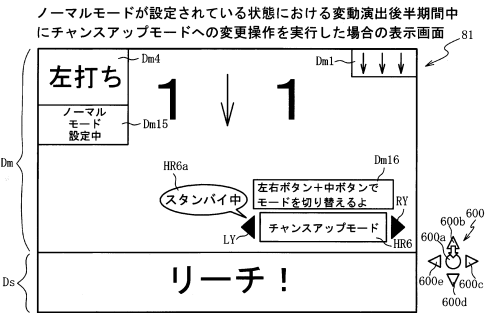 ノーマルモードが設定されている状態における変動演出後半期間中
にチャンスアップモードへの変更操作を実行した場合の表示画面
81
左打ち
Dm4
1
1
Dm1
ノーマル
モード
設定中
Dm15
Dm
HR6a
スタンバイ中
Dm16
左右ボタン＋中ボタンで
モードを切り替えるよ
RY
LY
チャンスアップモード
HR6
600
600b
600a
600e
600c
600d
Ds
リーチ！